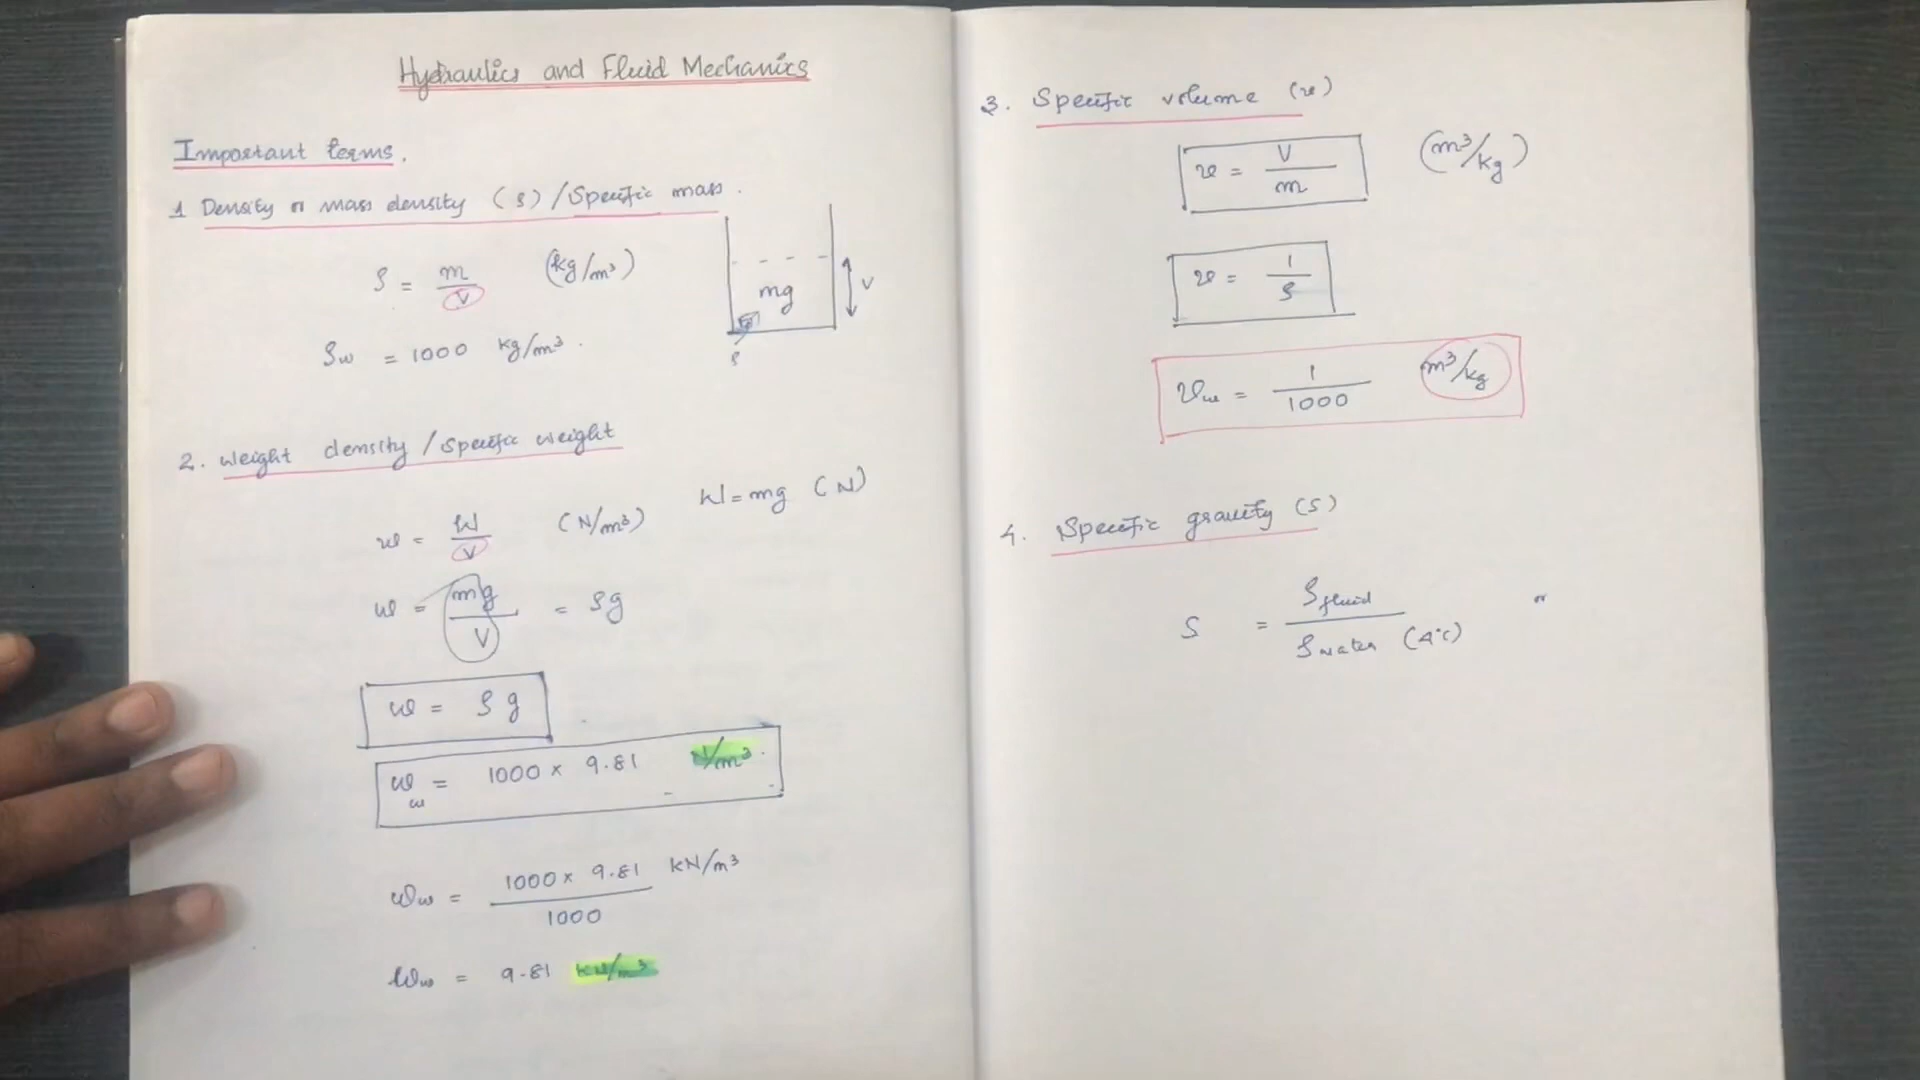 Hydraulics and Fluid Mechanics
Important terms.
1 Density or mass density (ρ) / Specific mass.
ρ = m/V (kg/m³)
mg
V
ρ
ρw = 1000 kg/m³.
2. Weight density / Specific weight
w = W/V (N/m³) W = mg (N)
w = mg/V = ρg
w = ρg
ww = 1000 × 9.81 N/m³.
ww = 1000 × 9.81/1000 kN/m³
ww = 9.81 kN/m³
3. Specific volume (v)
v = V/m (m³/kg)
v = 1/ρ
vw = 1/1000 m³/kg
4. Specific gravity (S)
S = ρfluid/ρwater (4°C) or